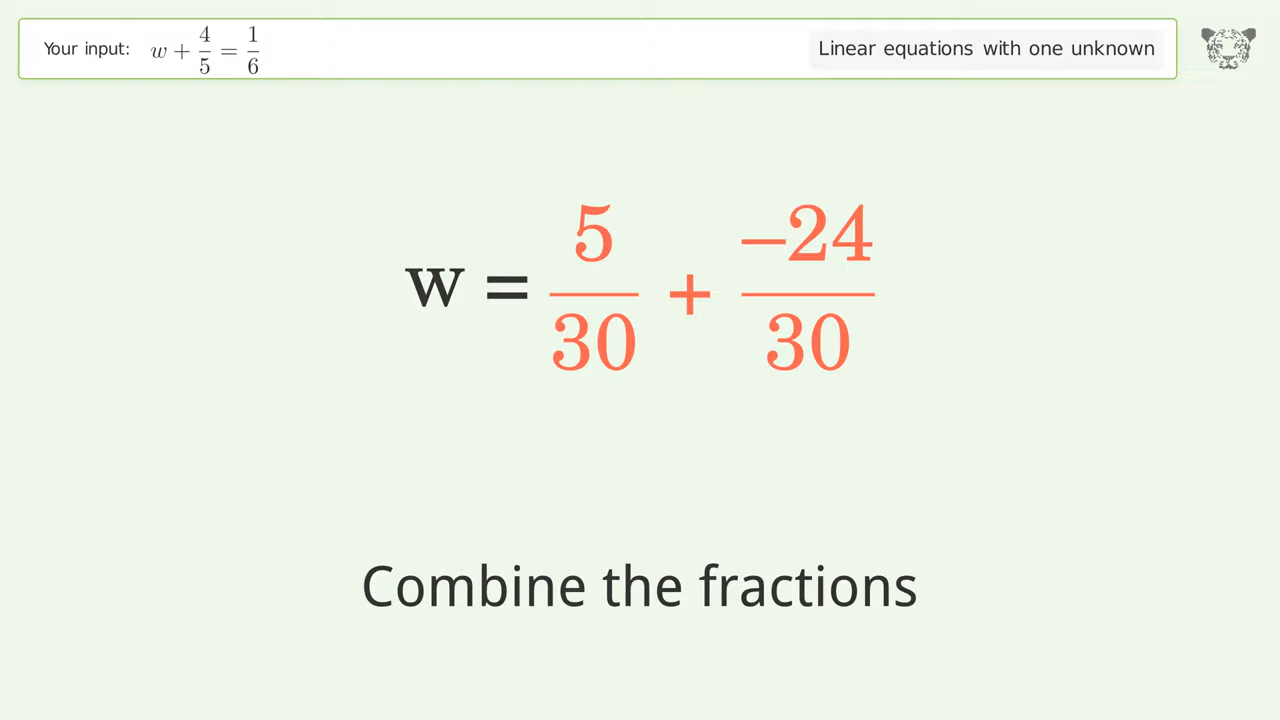 Your input: w + 4/5 = 1/6
Linear equations with one unknown
w = 5/30 + –24/30
Combine the fractions